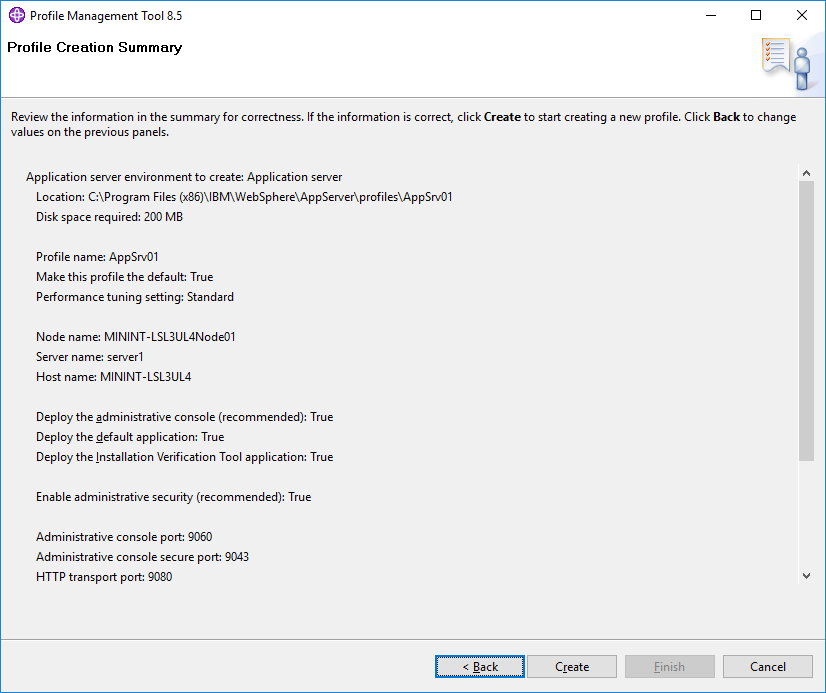 Profile Management Tool 8.5
Profile Creation Summary
Review the information in the summary for correctness. If the information is correct, click Create to start creating a new profile. Click Back to change
values on the previous panels.
Application server environment to create: Application server
Location: C:\Program Files (x86)\IBM\WebSphere\AppServer\profiles\AppSrv01
Disk space required: 200 MB
Profile name: AppSrv01
Make this profile the default: True
Performance tuning setting: Standard
Node name: MININT-LSL3UL4Node01
Server name: server1
Host name: MININT-LSL3UL4
Deploy the administrative console (recommended): True
Deploy the default application: True
Deploy the Installation Verification Tool application: True
Enable administrative security (recommended): True
Administrative console port: 9060
Administrative console secure port: 9043
HTTP transport port: 9080
< Back
Create
Finish
Cancel